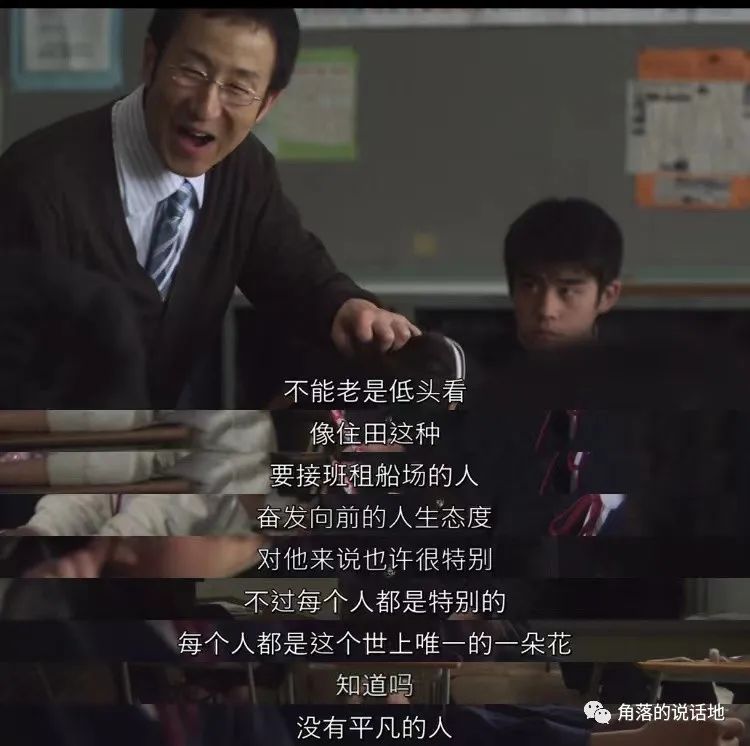 不能老是低头看
像住田这种
要接班租船场的人
奋发向前的人生态度
对他来说也许很特别
不过每个人都是特别的
每个人都是这个世上唯一的一朵花
知道吗
没有平凡的人
角落的说话地